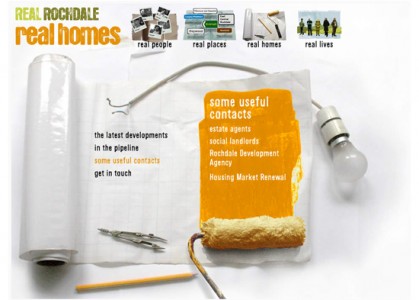 REAL ROCHDALE
real homes
real people
real places
real homes
real lives
the latest developments
in the pipeline
some useful contacts
get in touch
some useful
contacts
estate agents
social landlords
Rochdale Development
Agency
Housing Market Renewal